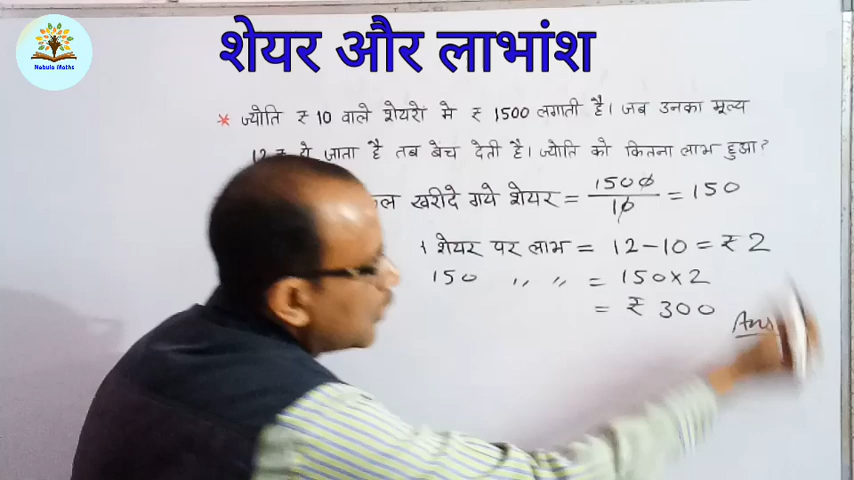 Nebula Maths
शेयर और लाभांश
* ज्योति ₹ 10 वाले शेयरों मे ₹ 1500 लगाती है। जब उनका मूल्य
12 ₹ हो जाता है तब बेच देती है। ज्योति को कितना लाभ हुआ?
खरीदे गये शेयर = 1500/10 = 150
1 शेयर पर लाभ = 12-10 = ₹ 2
150 " " = 150×2
= ₹ 300
Ans